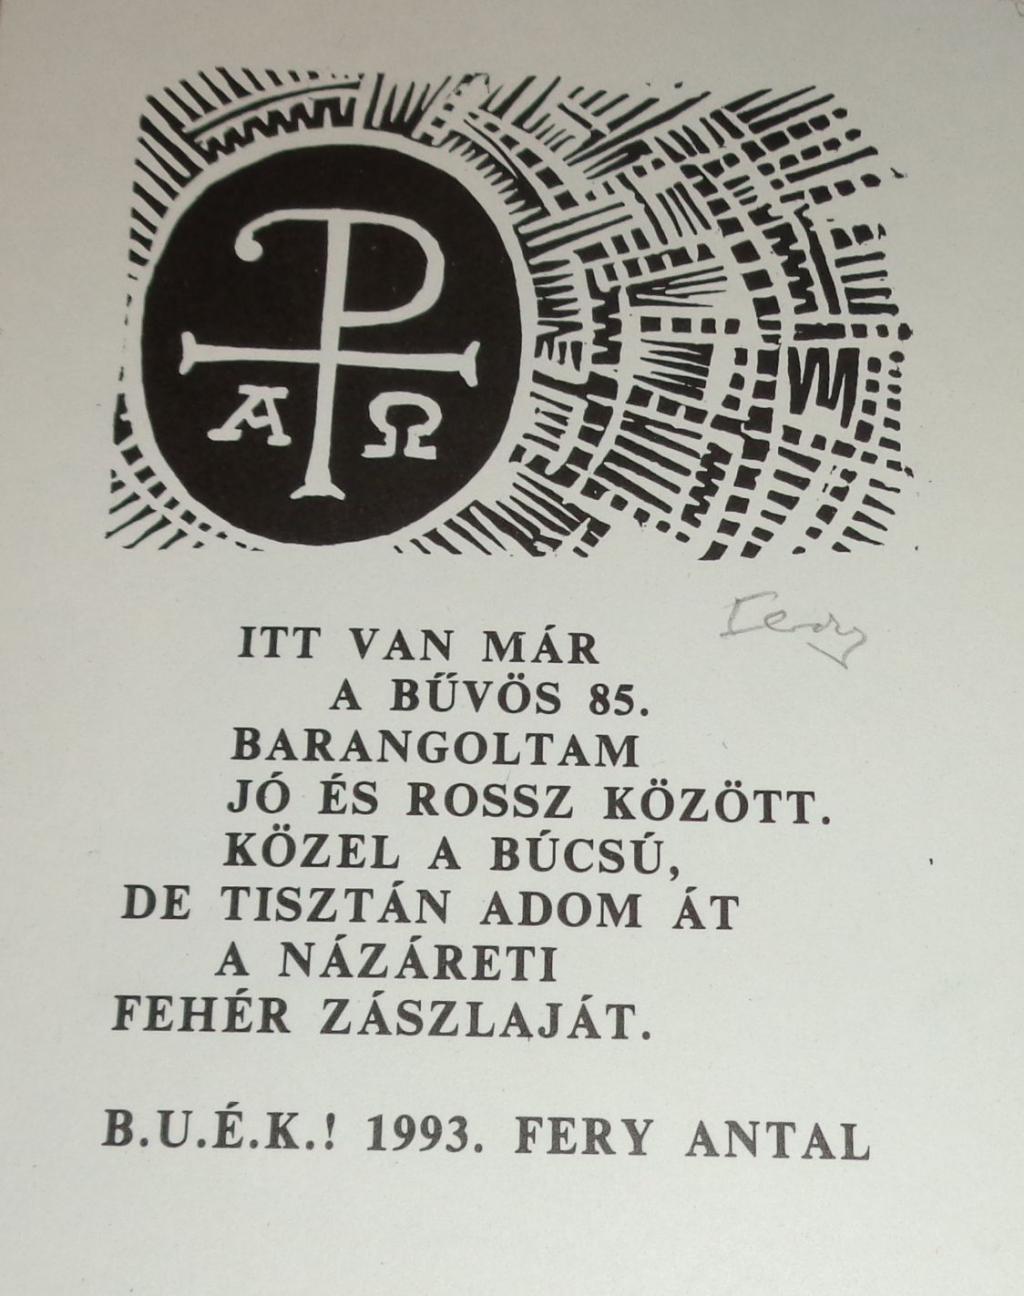 Α Ω
ITT VAN MÁR
A BŰVÖS 85.
BARANGOLTAM
JÓ ÉS ROSSZ KÖZÖTT.
KÖZEL A BÚCSÚ,
DE TISZTÁN ADOM ÁT
A NÁZÁRETI
FEHÉR ZÁSZLAJÁT.
B.U.É.K.! 1993. FERY ANTAL
Fery